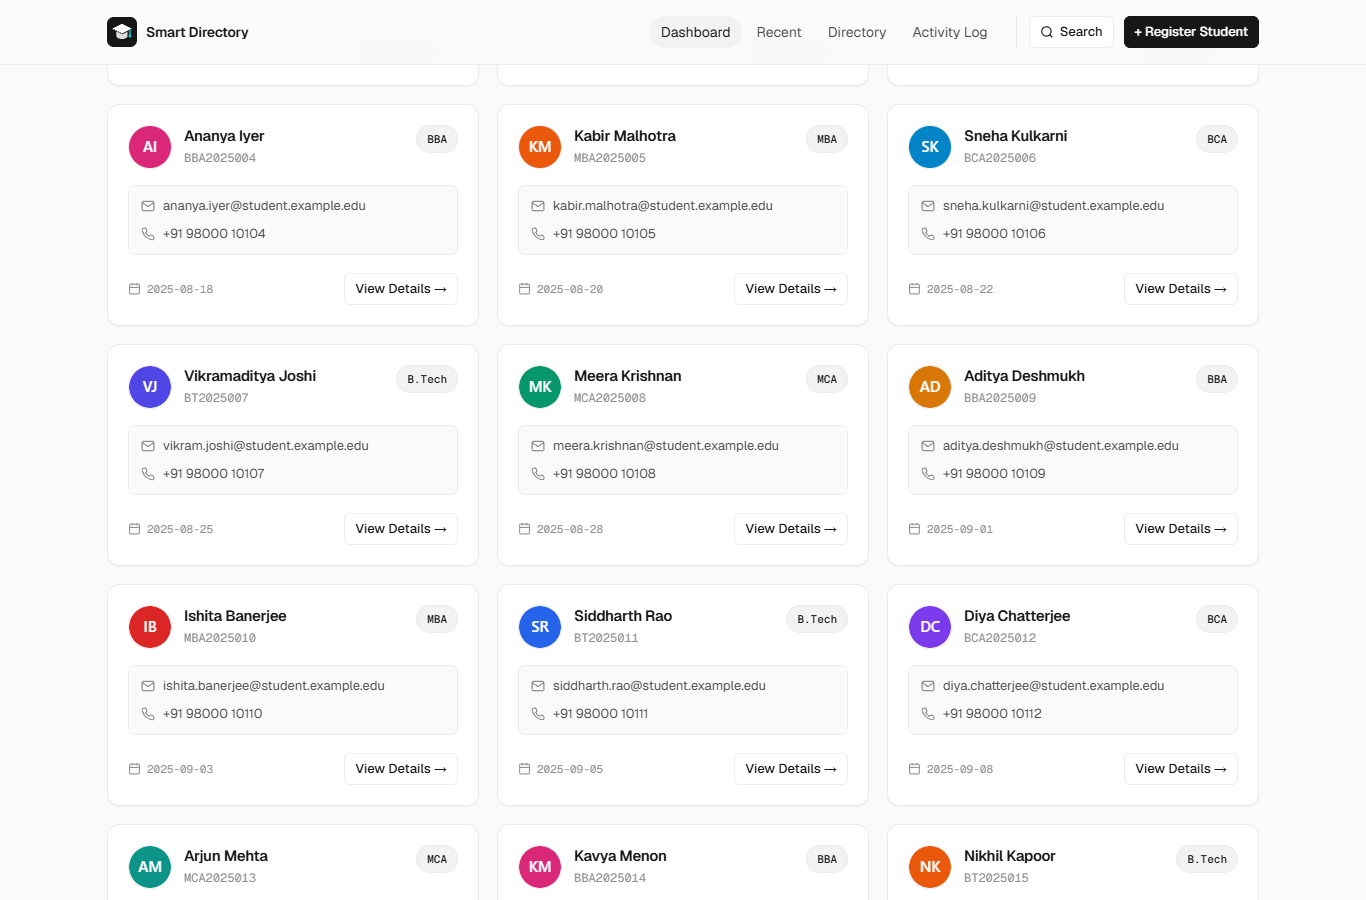 Smart Directory
Dashboard
Recent
Directory
Activity Log
Search
+ Register Student
AI
Ananya Iyer
BBA2025004
BBA
ananya.iyer@student.example.edu
+91 98000 10104
2025-08-18
View Details →
KM
Kabir Malhotra
MBA2025005
MBA
kabir.malhotra@student.example.edu
+91 98000 10105
2025-08-20
View Details →
SK
Sneha Kulkarni
BCA2025006
BCA
sneha.kulkarni@student.example.edu
+91 98000 10106
2025-08-22
View Details →
VJ
Vikramaditya Joshi
BT2025007
B.Tech
vikram.joshi@student.example.edu
+91 98000 10107
2025-08-25
View Details →
MK
Meera Krishnan
MCA2025008
MCA
meera.krishnan@student.example.edu
+91 98000 10108
2025-08-28
View Details →
AD
Aditya Deshmukh
BBA2025009
BBA
aditya.deshmukh@student.example.edu
+91 98000 10109
2025-09-01
View Details →
IB
Ishita Banerjee
MBA2025010
MBA
ishita.banerjee@student.example.edu
+91 98000 10110
2025-09-03
View Details →
SR
Siddharth Rao
BT2025011
B.Tech
siddharth.rao@student.example.edu
+91 98000 10111
2025-09-05
View Details →
DC
Diya Chatterjee
BCA2025012
BCA
diya.chatterjee@student.example.edu
+91 98000 10112
2025-09-08
View Details →
AM
Arjun Mehta
MCA2025013
MCA
KM
Kavya Menon
BBA2025014
BBA
NK
Nikhil Kapoor
BT2025015
B.Tech